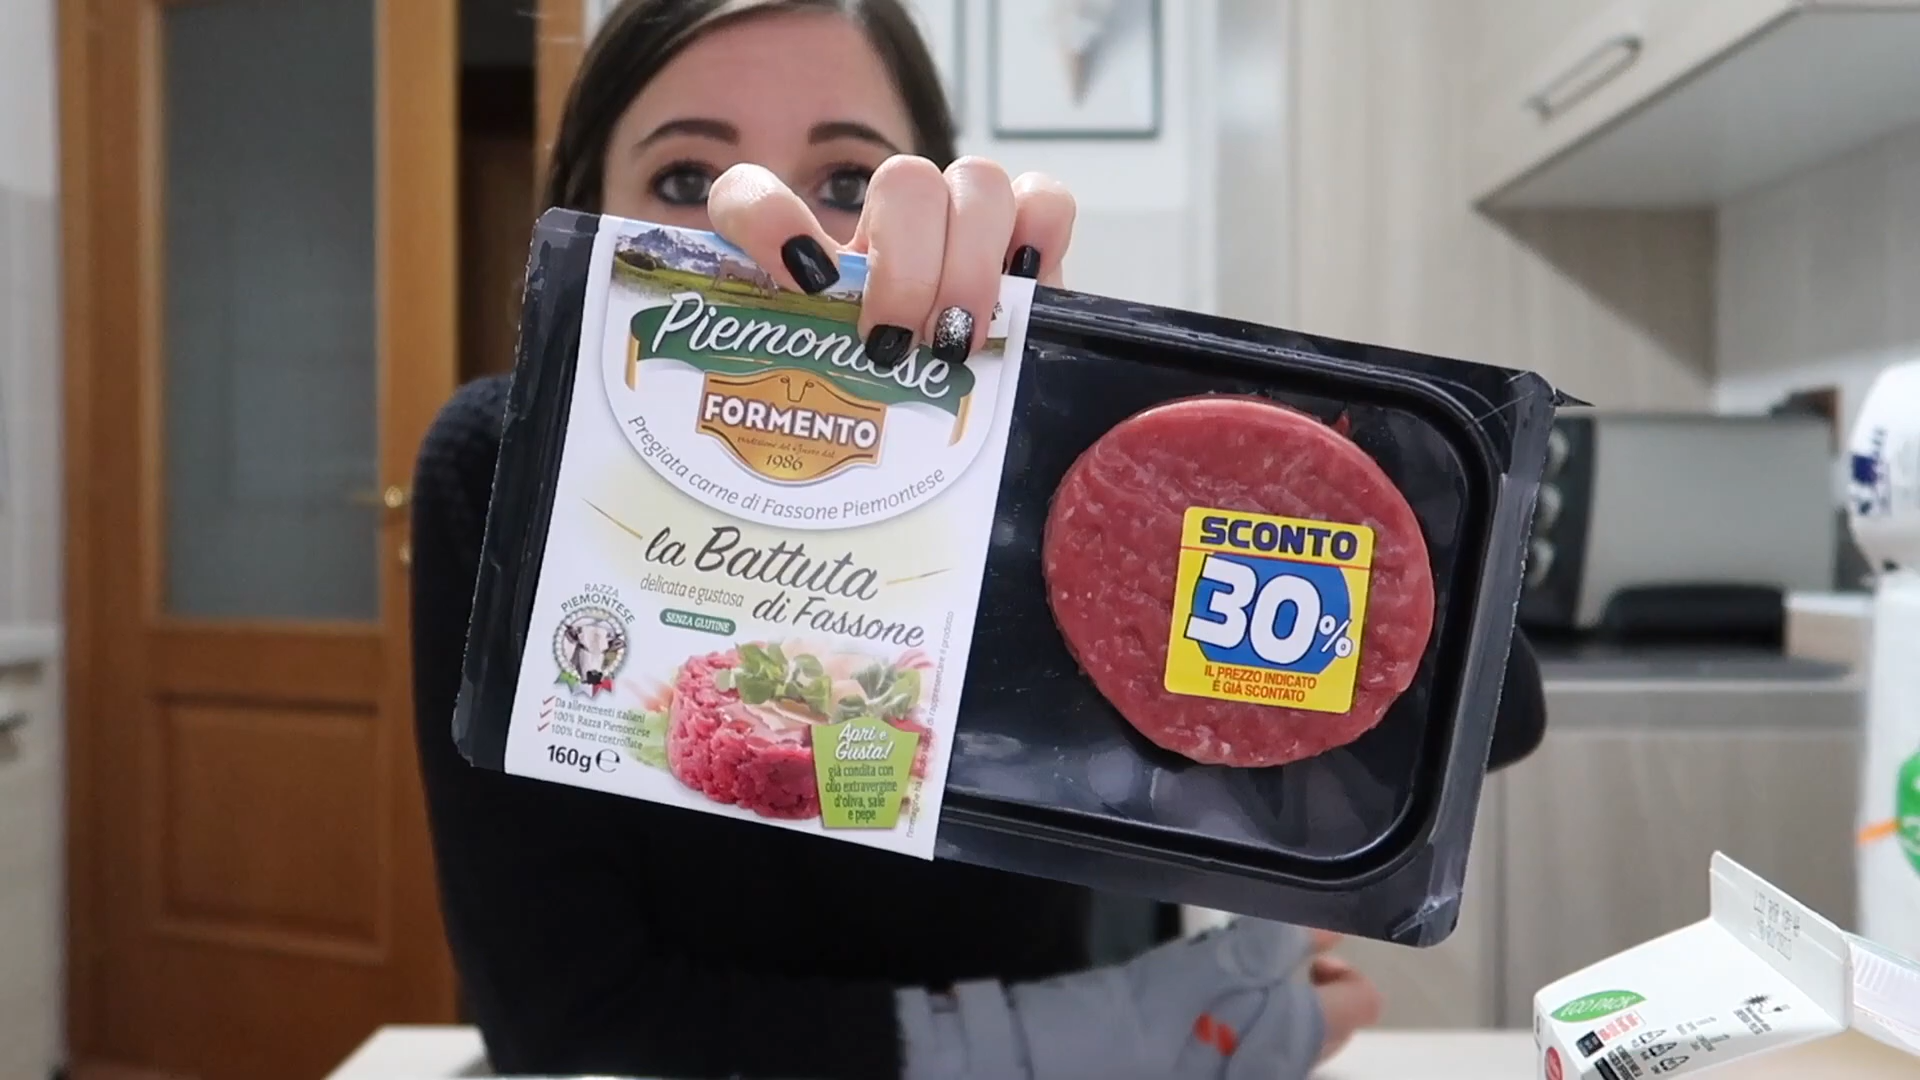 Piemontese
FORMENTO
1986
Pregiata carne di Fassone Piemontese
la Battuta
delicata e gustosa
di Fassone
SENZA GLUTINE
RAZZA
PIEMONTESE
Da allevamenti italiani
100% Razza Piemontese
100% Carni controllate
160g℮
Apri e
Gusta!
già condita con
olio extravergine
d'oliva, sale
e pepe
SCONTO
30%
IL PREZZO INDICATO
É GIÀ SCONTATO
ECO PACK